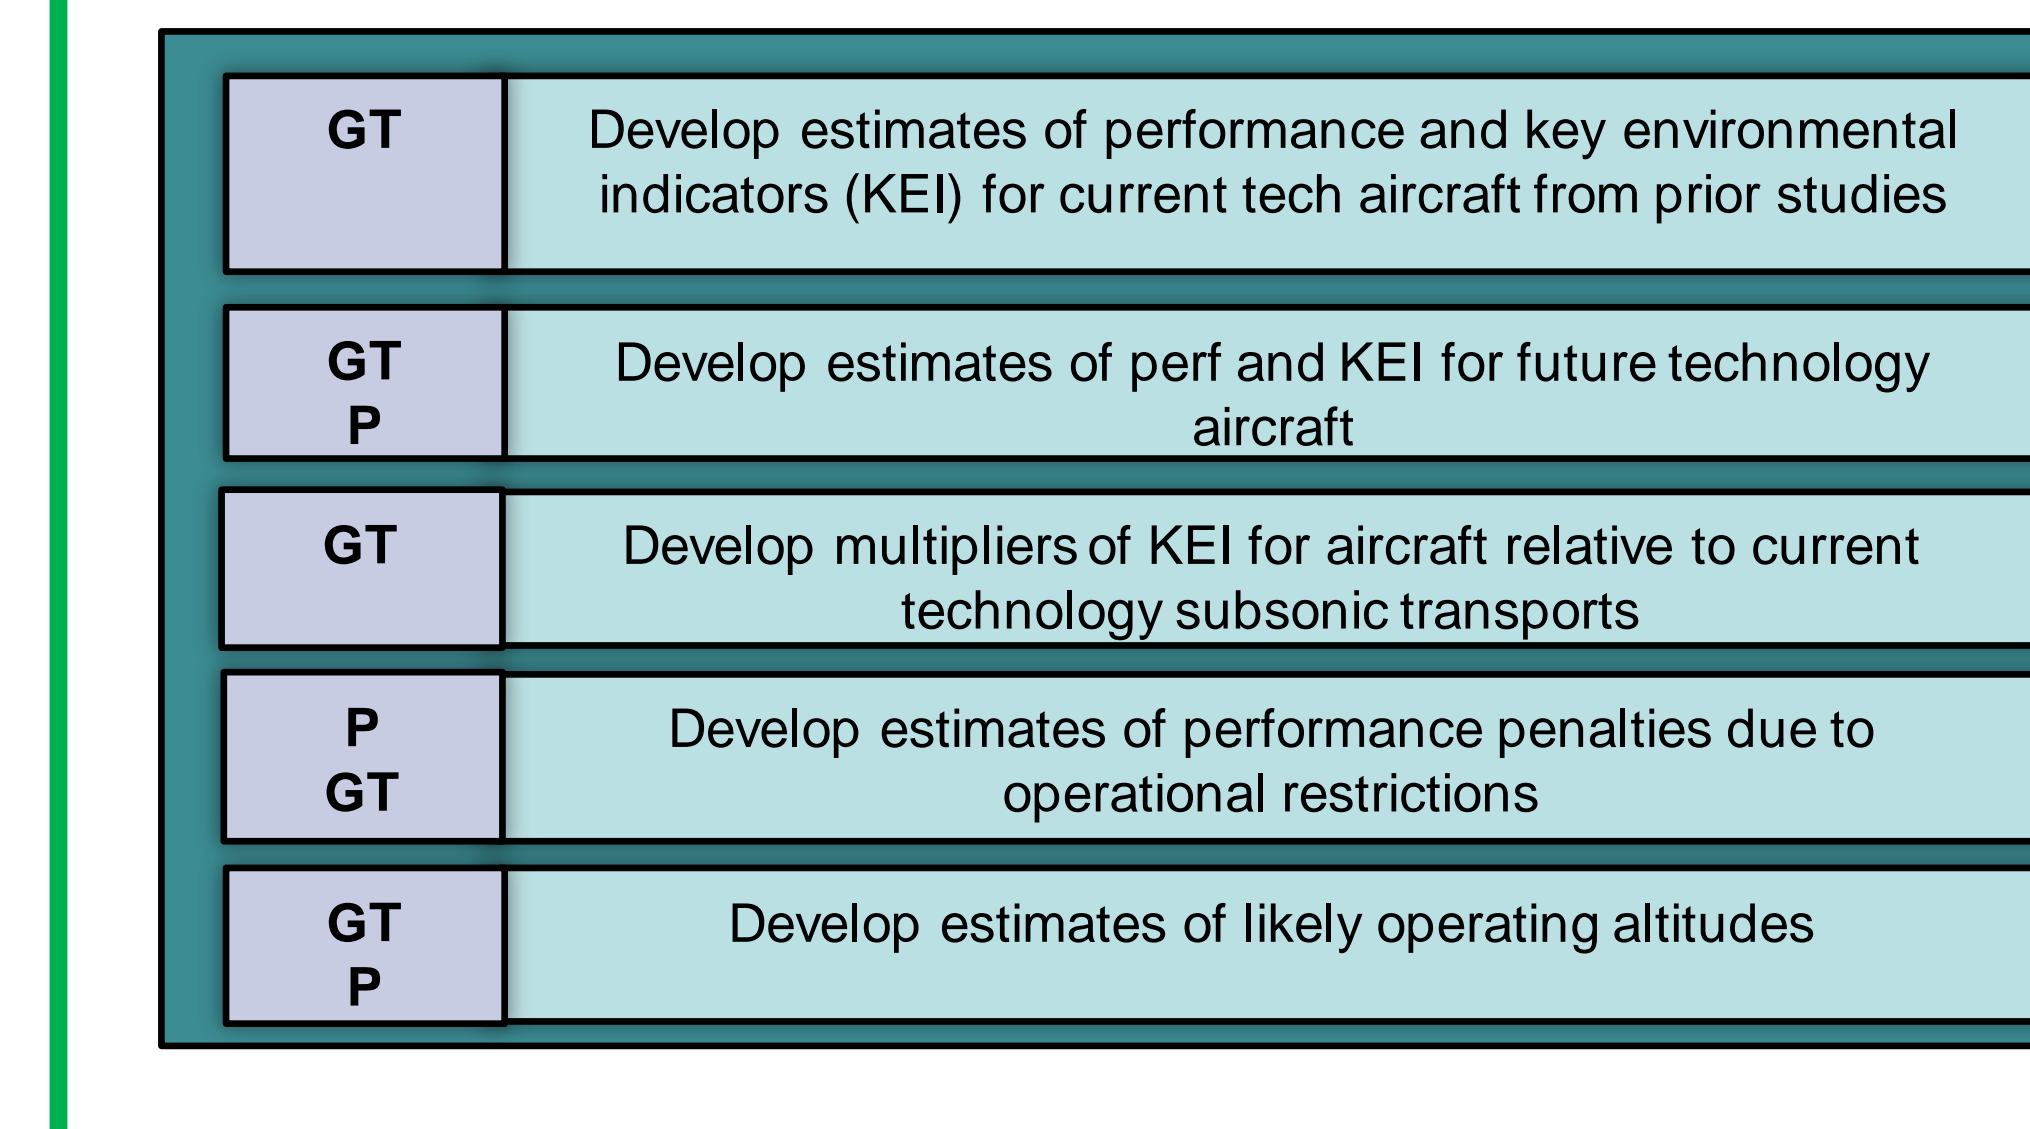 GT
Develop estimates of performance and key environmental
indicators (KEI) for current tech aircraft from prior studies
GT
P
Develop estimates of perf and KEI for future technology
aircraft
GT
Develop multipliers of KEI for aircraft relative to current
technology subsonic transports
P
GT
Develop estimates of performance penalties due to
operational restrictions
GT
P
Develop estimates of likely operating altitudes